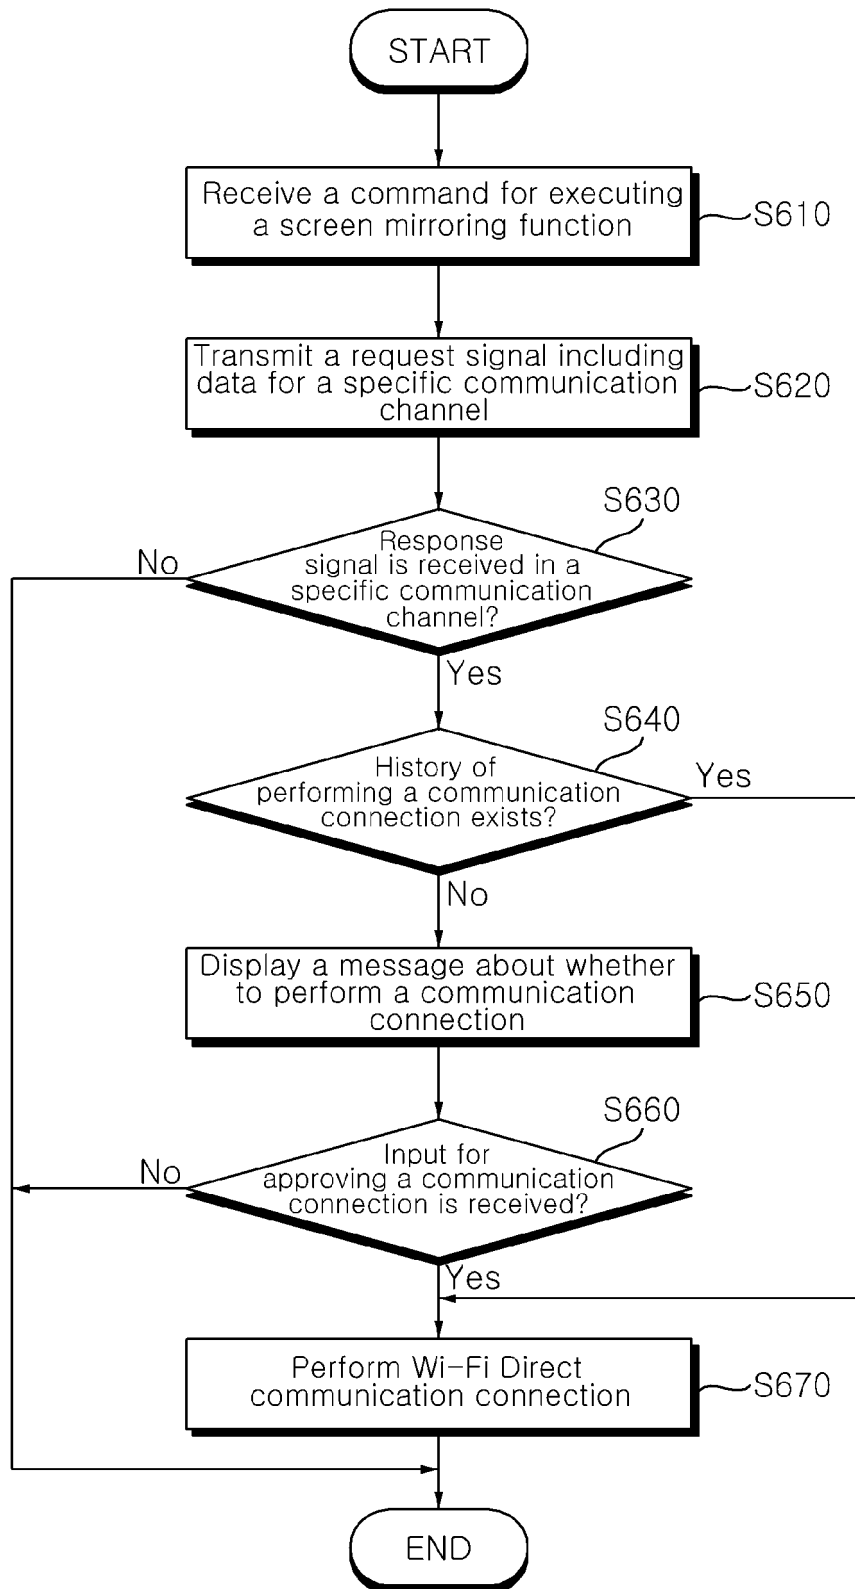 START
Receive a command for executing
a screen mirroring function
S610
Transmit a request signal including
data for a specific communication
channel
S620
S630
Response
signal is received in a
specific communication
channel?
No
Yes
S640
History of
performing a communication
connection exists?
Yes
No
Display a message about whether
to perform a communication
connection
S650
S660
Input for
approving a communication
connection is received?
No
Yes
Perform Wi-Fi Direct
communication connection
S670
END